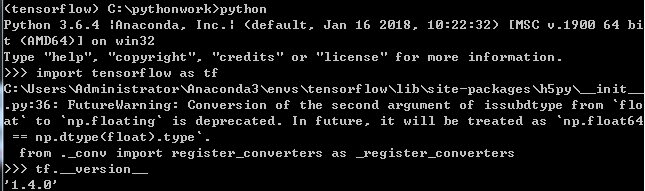 (tensorflow) C:\pythonwork>python
Python 3.6.4 |Anaconda, Inc.| (default, Jan 16 2018, 10:22:32) [MSC v.1900 64 bi
t (AMD64)] on win32
Type "help", "copyright", "credits" or "license" for more information.
>>> import tensorflow as tf
C:\Users\Administrator\Anaconda3\envs\tensorflow\lib\site-packages\h5py\__init__
.py:36: FutureWarning: Conversion of the second argument of issubdtype from `flo
at` to `np.floating` is deprecated. In future, it will be treated as `np.float64
 == np.dtype(float).type`.
  from ._conv import register_converters as _register_converters
>>> tf.__version__
'1.4.0'